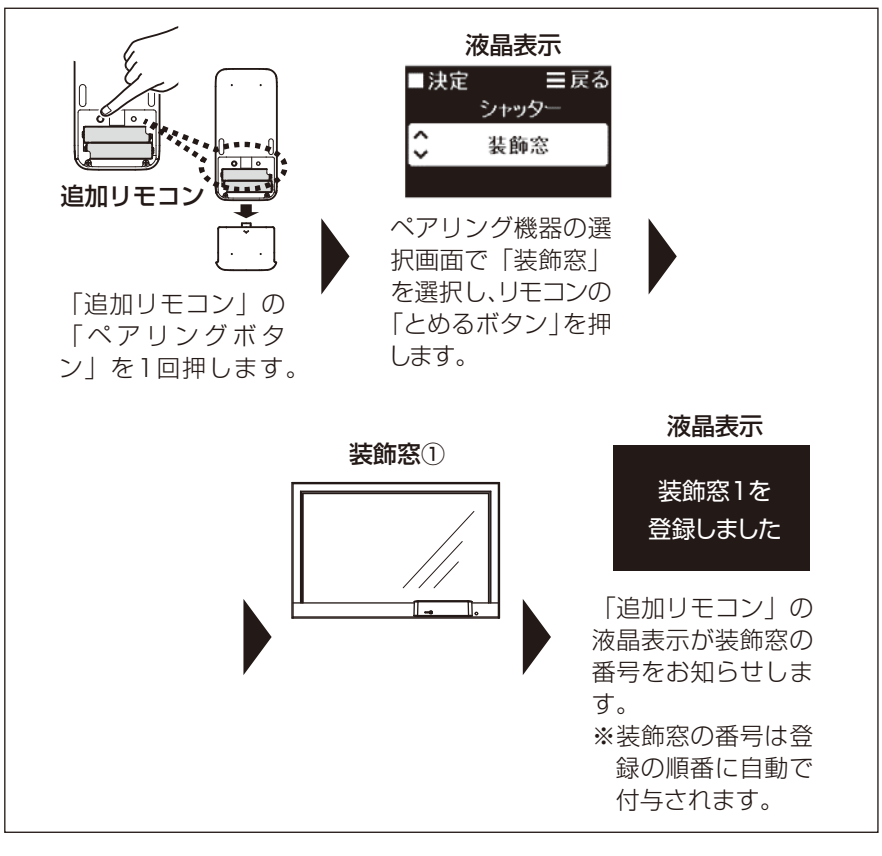 追加リモコン
「追加リモコン」の
「ペアリングボタ
ン」を1回押します。
液晶表示
■決定 ☰戻る
シャッター
装飾窓
ペアリング機器の選
択画面で「装飾窓」
を選択し、リモコンの
「とめるボタン」を押
します。
装飾窓①
液晶表示
装飾窓1を
登録しました
「追加リモコン」の
液晶表示が装飾窓の
番号をお知らせしま
す。
※装飾窓の番号は登
録の順番に自動で
付与されます。